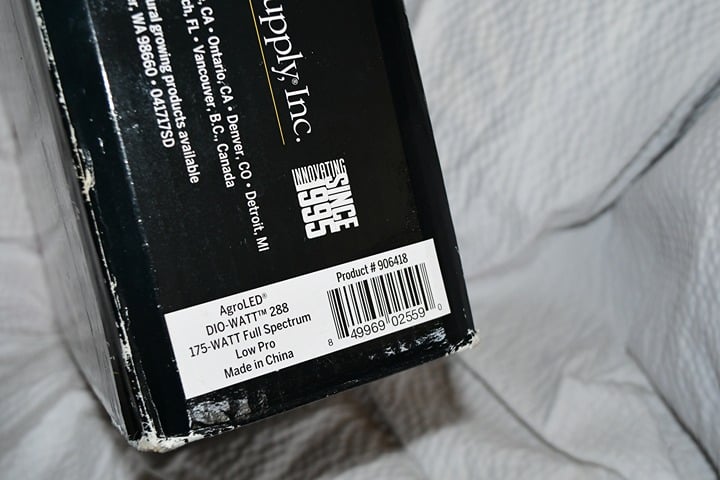 upply,® Inc.
, CA • Ontario, CA • Denver, CO • Detroit, MI
ch, FL • Vancouver, B.C., Canada
ural growing products available
r, WA 98660 • 041717SD
INNOVATING
SINCE
1995
AgroLED®
DIO-WATT™ 288
175-WATT Full Spectrum
Low Pro
Made in China
Product # 906418
8 49969 02559 0